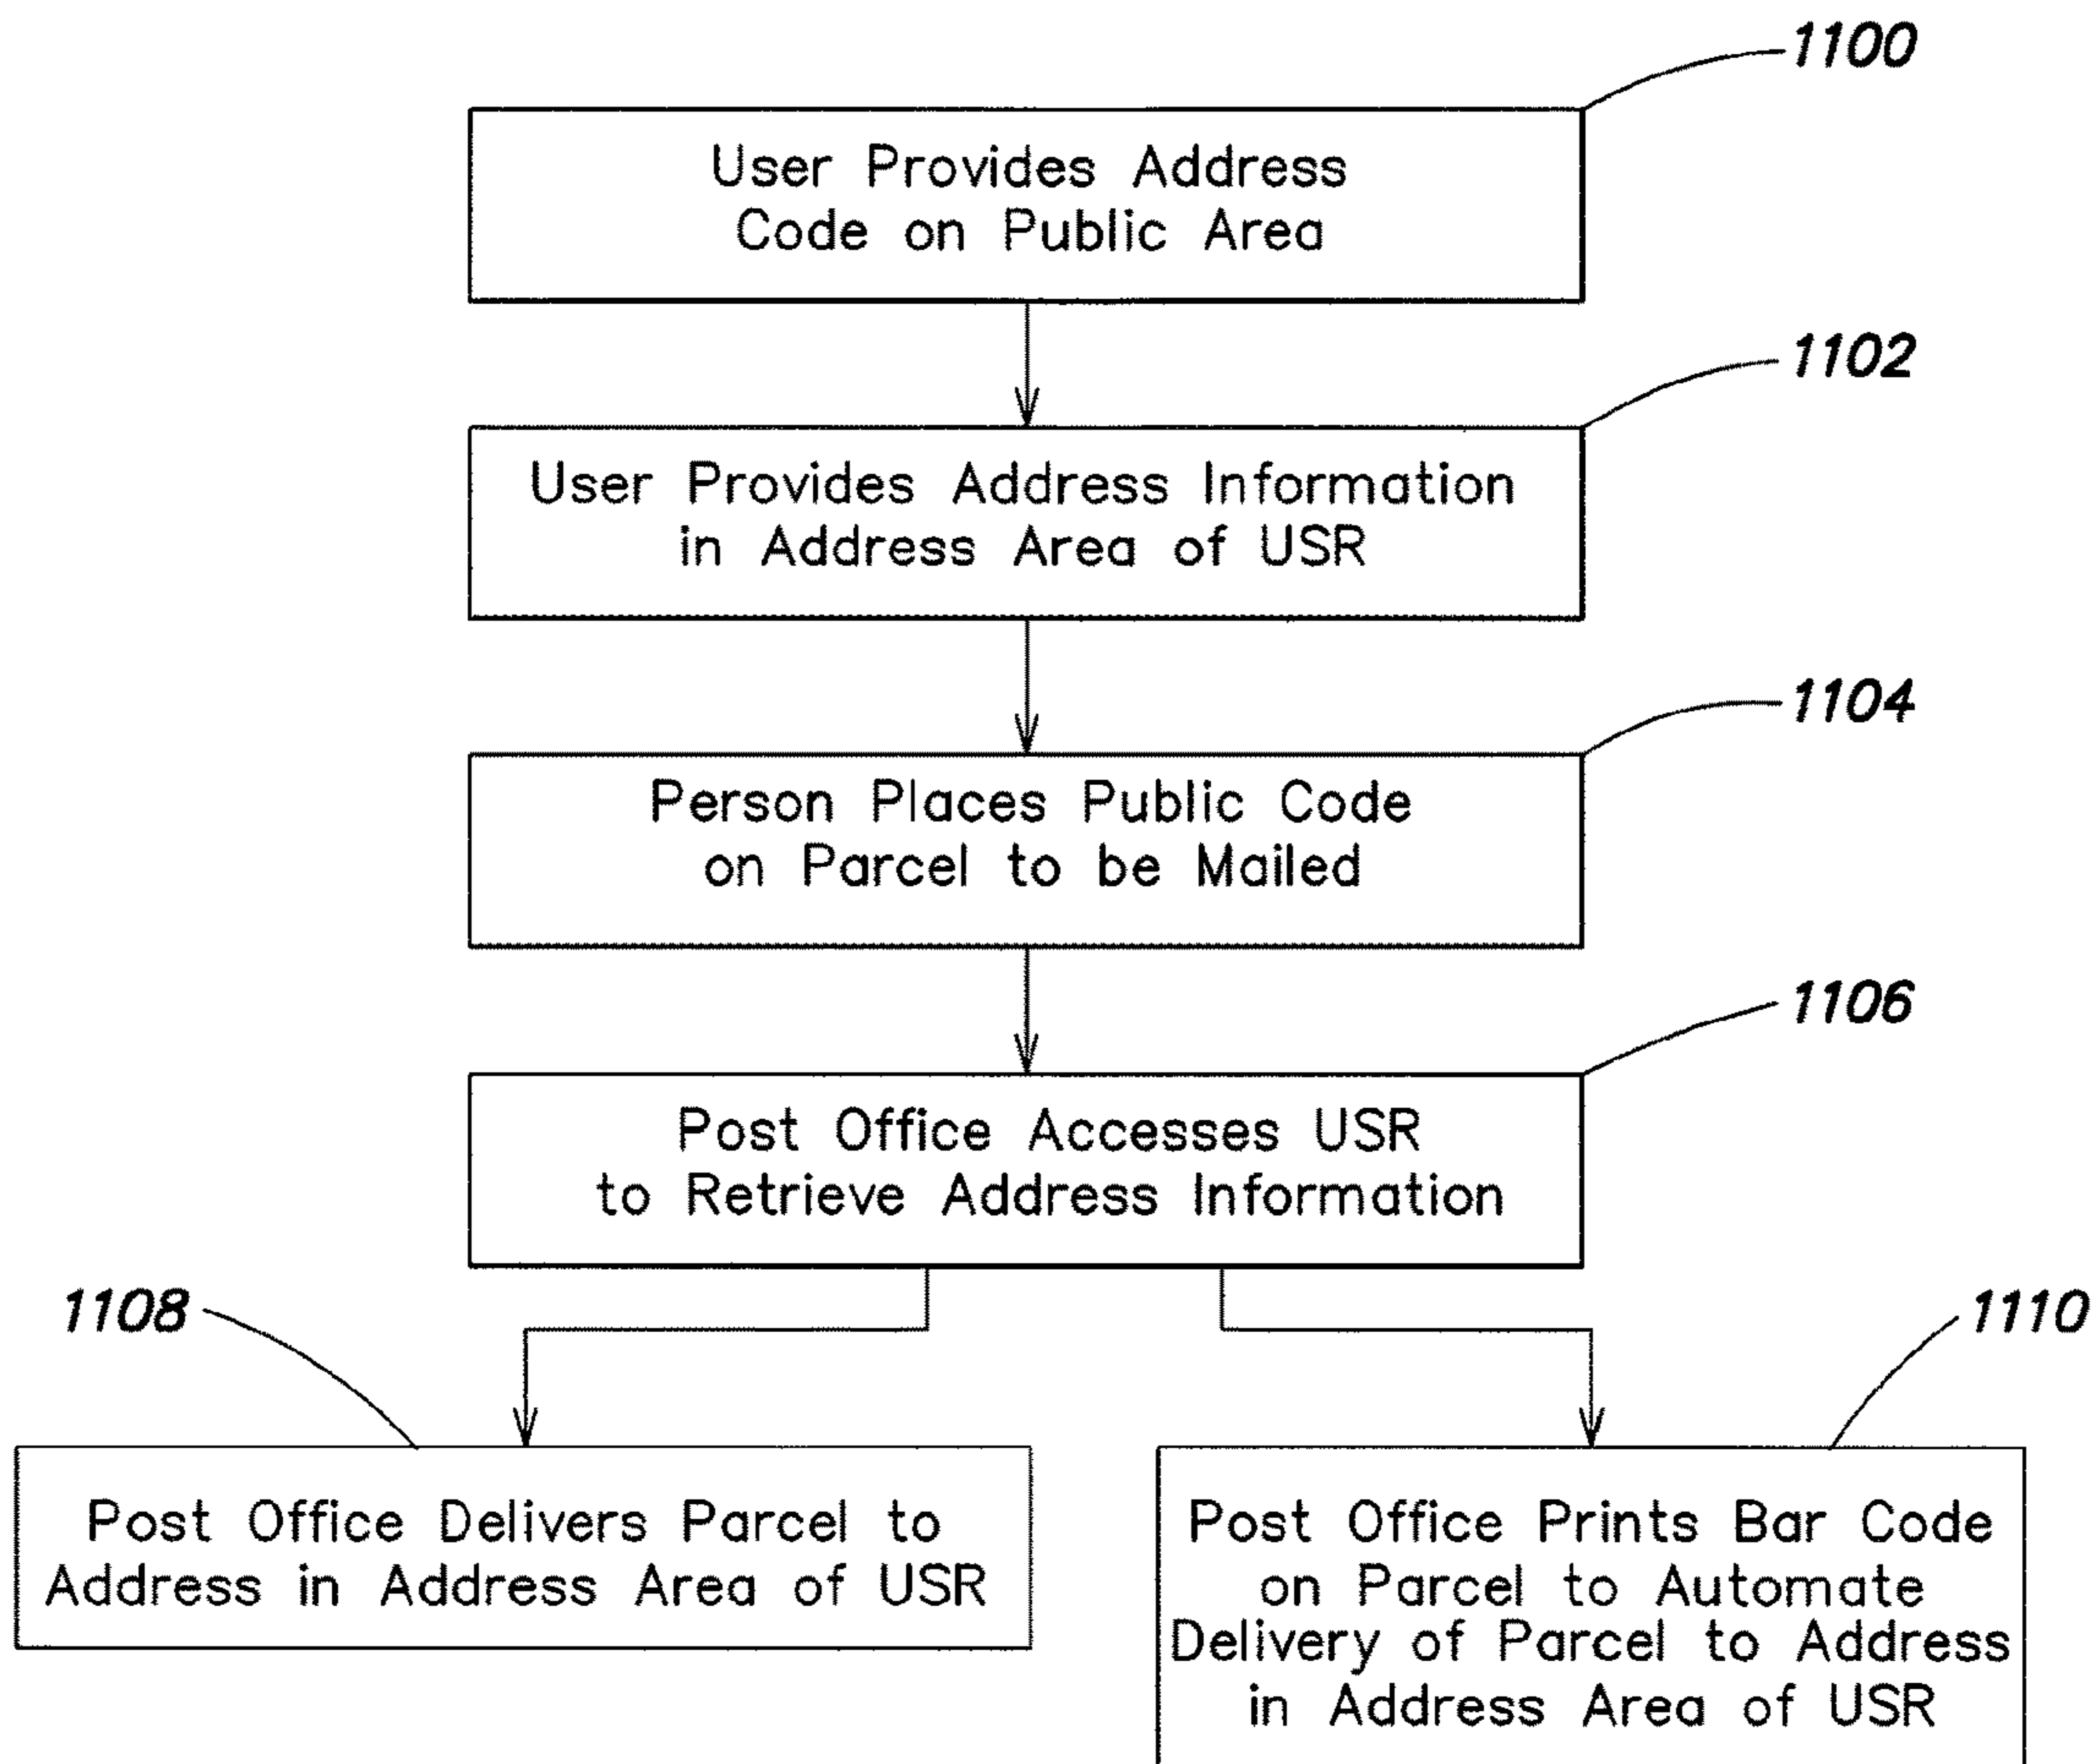 1100
User Provides Address
Code on Public Area
1102
User Provides Address Information
in Address Area of USR
1104
Person Places Public Code
on Parcel to be Mailed
1106
Post Office Accesses USR
to Retrieve Address Information
1108
1110
Post Office Delivers Parcel to
Address in Address Area of USR
Post Office Prints Bar Code
on Parcel to Automate
Delivery of Parcel to Address
in Address Area of USR